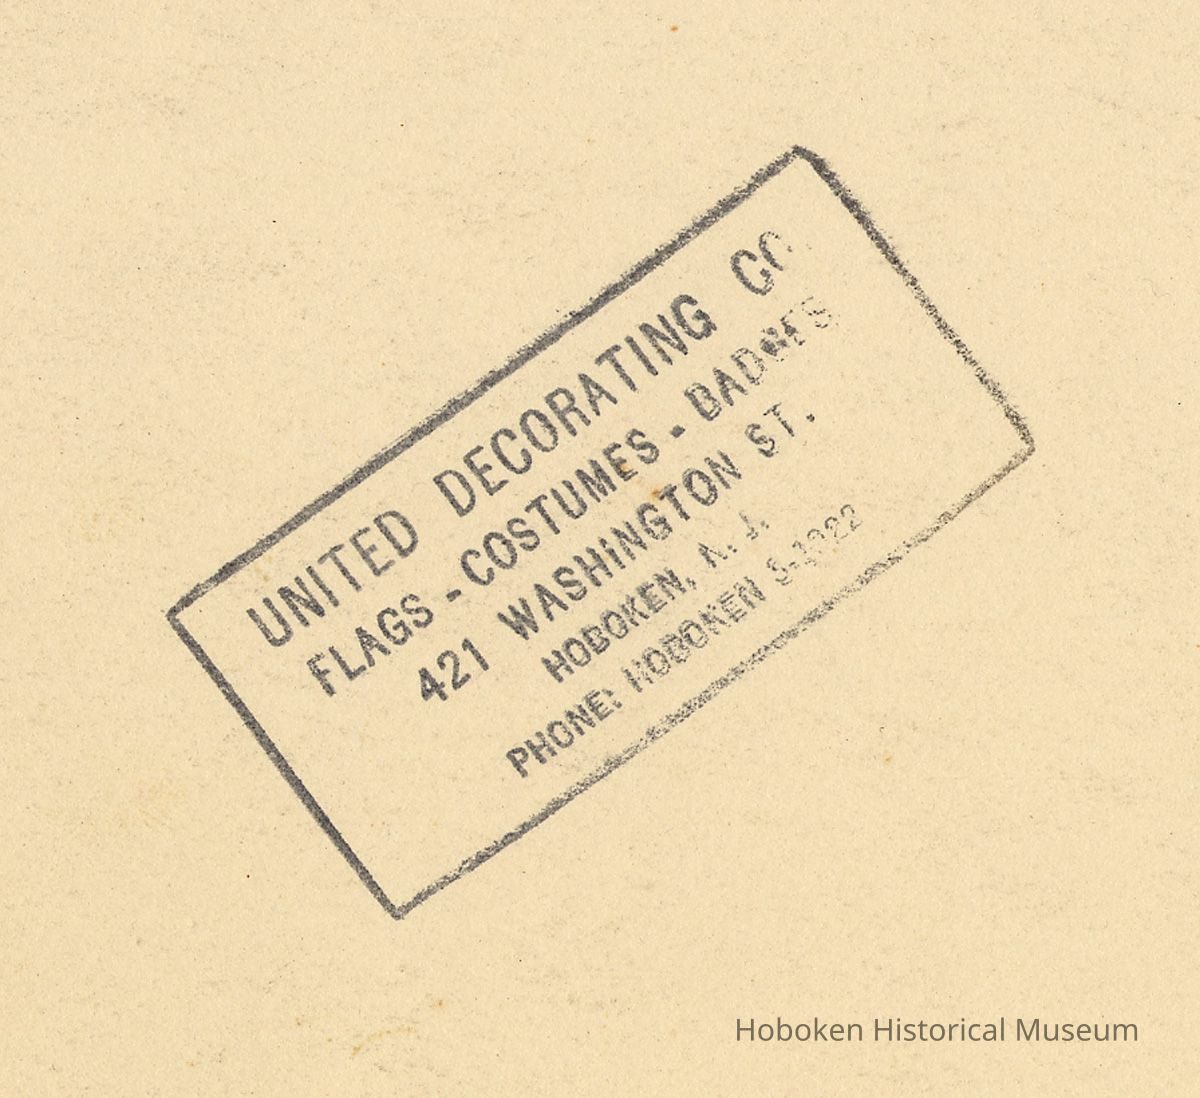 UNITED DECORATING CO.
FLAGS - COSTUMES - BADGES
421 WASHINGTON ST.
HOBOKEN, N. J.
PHONE: HOBOKEN
Hoboken Historical Museum